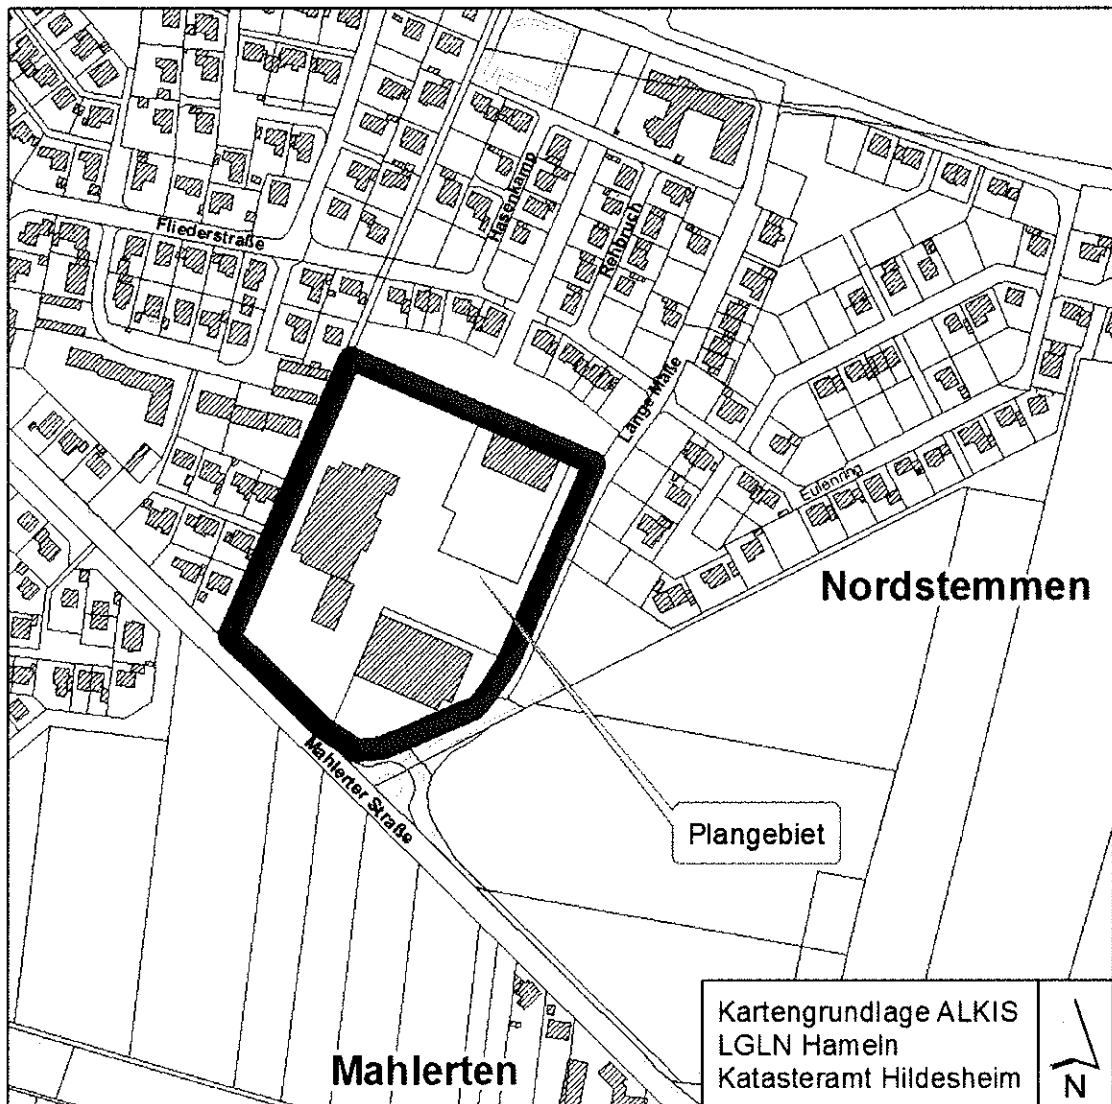 Fliederstraße
Hasenkamp
Rehbruch
Lange Maße
Eulenring
Nordstemmen
Mahlerter Straße
Plangebiet
Mahlerten
Kartengrundlage ALKIS
LGLN Hameln
Katasteramt Hildesheim
N